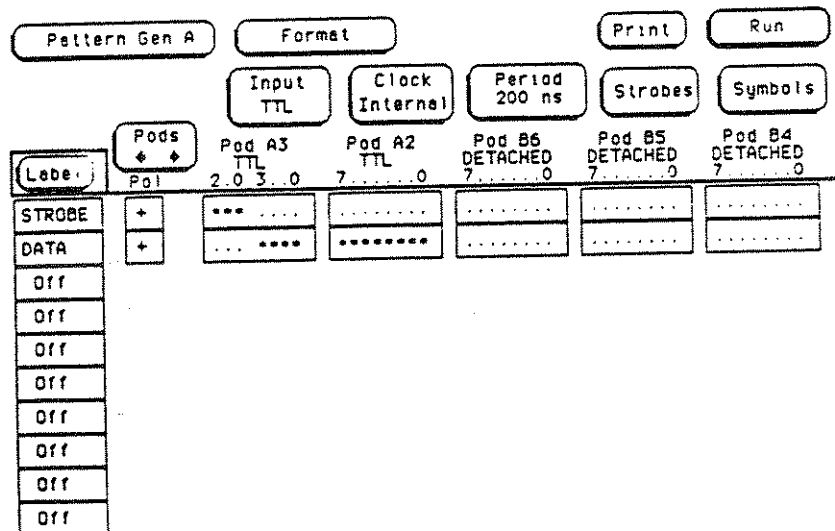 Pattern Gen A Format Print Run
Input Clock Period Strobes Symbols
TTL Internal 200 ns
Pods Pod A3 Pod A2 Pod B6 Pod B5 Pod B4
← → TTL TTL DETACHED DETACHED DETACHED
Label Pol 2.0 3..0 7......0 7......0 7......0 7......0
STROBE + *** .... ........ ........ ........ ........
DATA + ... **** ******** ........ ........ ........
Off
Off
Off
Off
Off
Off
Off
Off